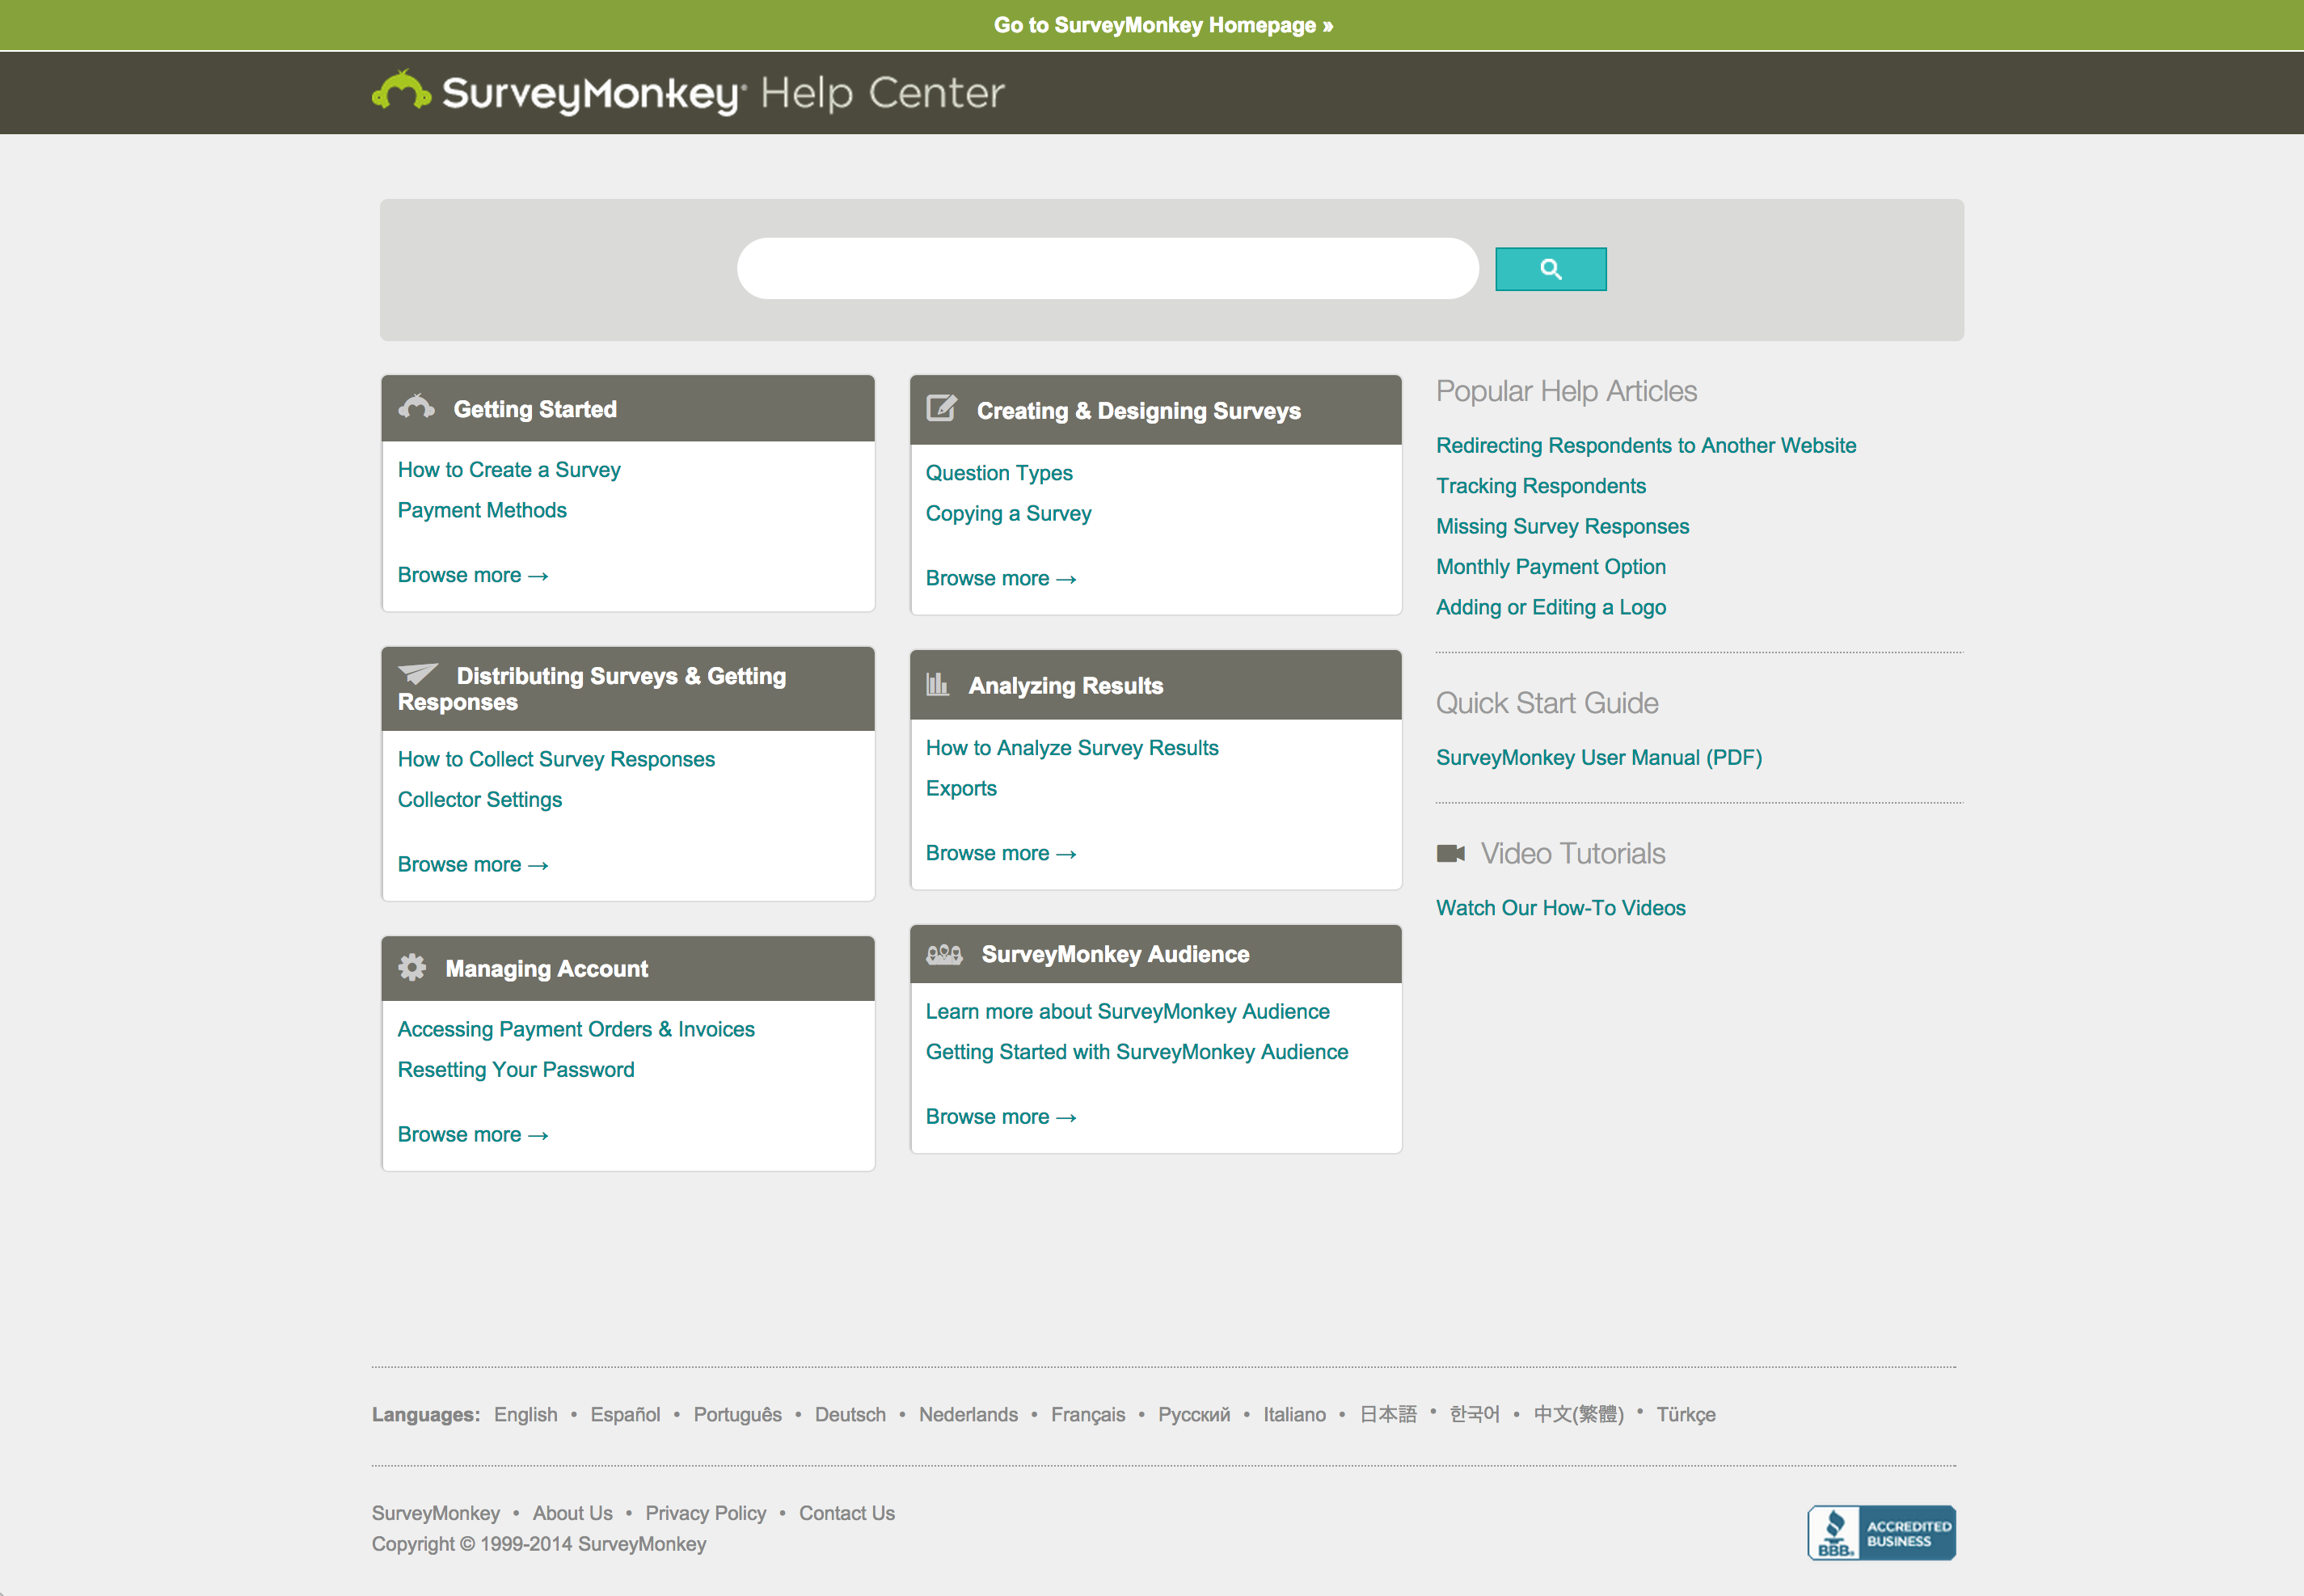 Go to SurveyMonkey Homepage »
SurveyMonkey® Help Center
Getting Started
How to Create a Survey
Payment Methods
Browse more →
Distributing Surveys & Getting
Responses
How to Collect Survey Responses
Collector Settings
Browse more →
Managing Account
Accessing Payment Orders & Invoices
Resetting Your Password
Browse more →
Creating & Designing Surveys
Question Types
Copying a Survey
Browse more →
Analyzing Results
How to Analyze Survey Results
Exports
Browse more →
SurveyMonkey Audience
Learn more about SurveyMonkey Audience
Getting Started with SurveyMonkey Audience
Browse more →
Popular Help Articles
Redirecting Respondents to Another Website
Tracking Respondents
Missing Survey Responses
Monthly Payment Option
Adding or Editing a Logo
Quick Start Guide
SurveyMonkey User Manual (PDF)
Video Tutorials
Watch Our How-To Videos
Languages: English • Español • Português • Deutsch • Nederlands • Français • Русский • Italiano • 日本語 • 한국어 • 中文(繁體) • Türkçe
SurveyMonkey • About Us • Privacy Policy • Contact Us
Copyright © 1999-2014 SurveyMonkey
BBB.
ACCREDITED
BUSINESS